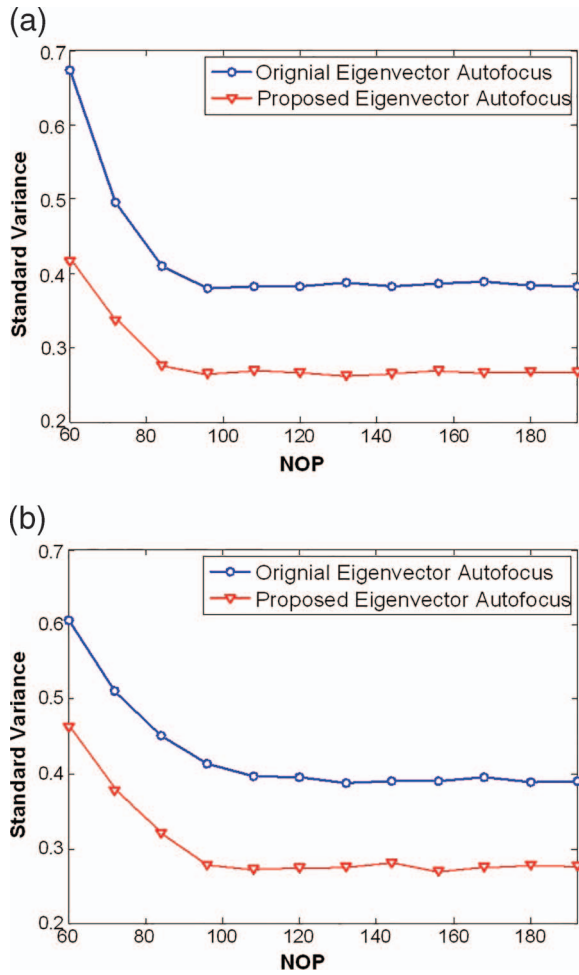 (a)
0.7
0.6
0.5
0.4
0.3
0.2
Standard Variance
Orignial Eigenvector Autofocus
Proposed Eigenvector Autofocus
60 80 100 120 140 160 180
NOP
(b)
0.7
0.6
0.5
0.4
0.3
0.2
Standard Variance
Orignial Eigenvector Autofocus
Proposed Eigenvector Autofocus
60 80 100 120 140 160 180
NOP